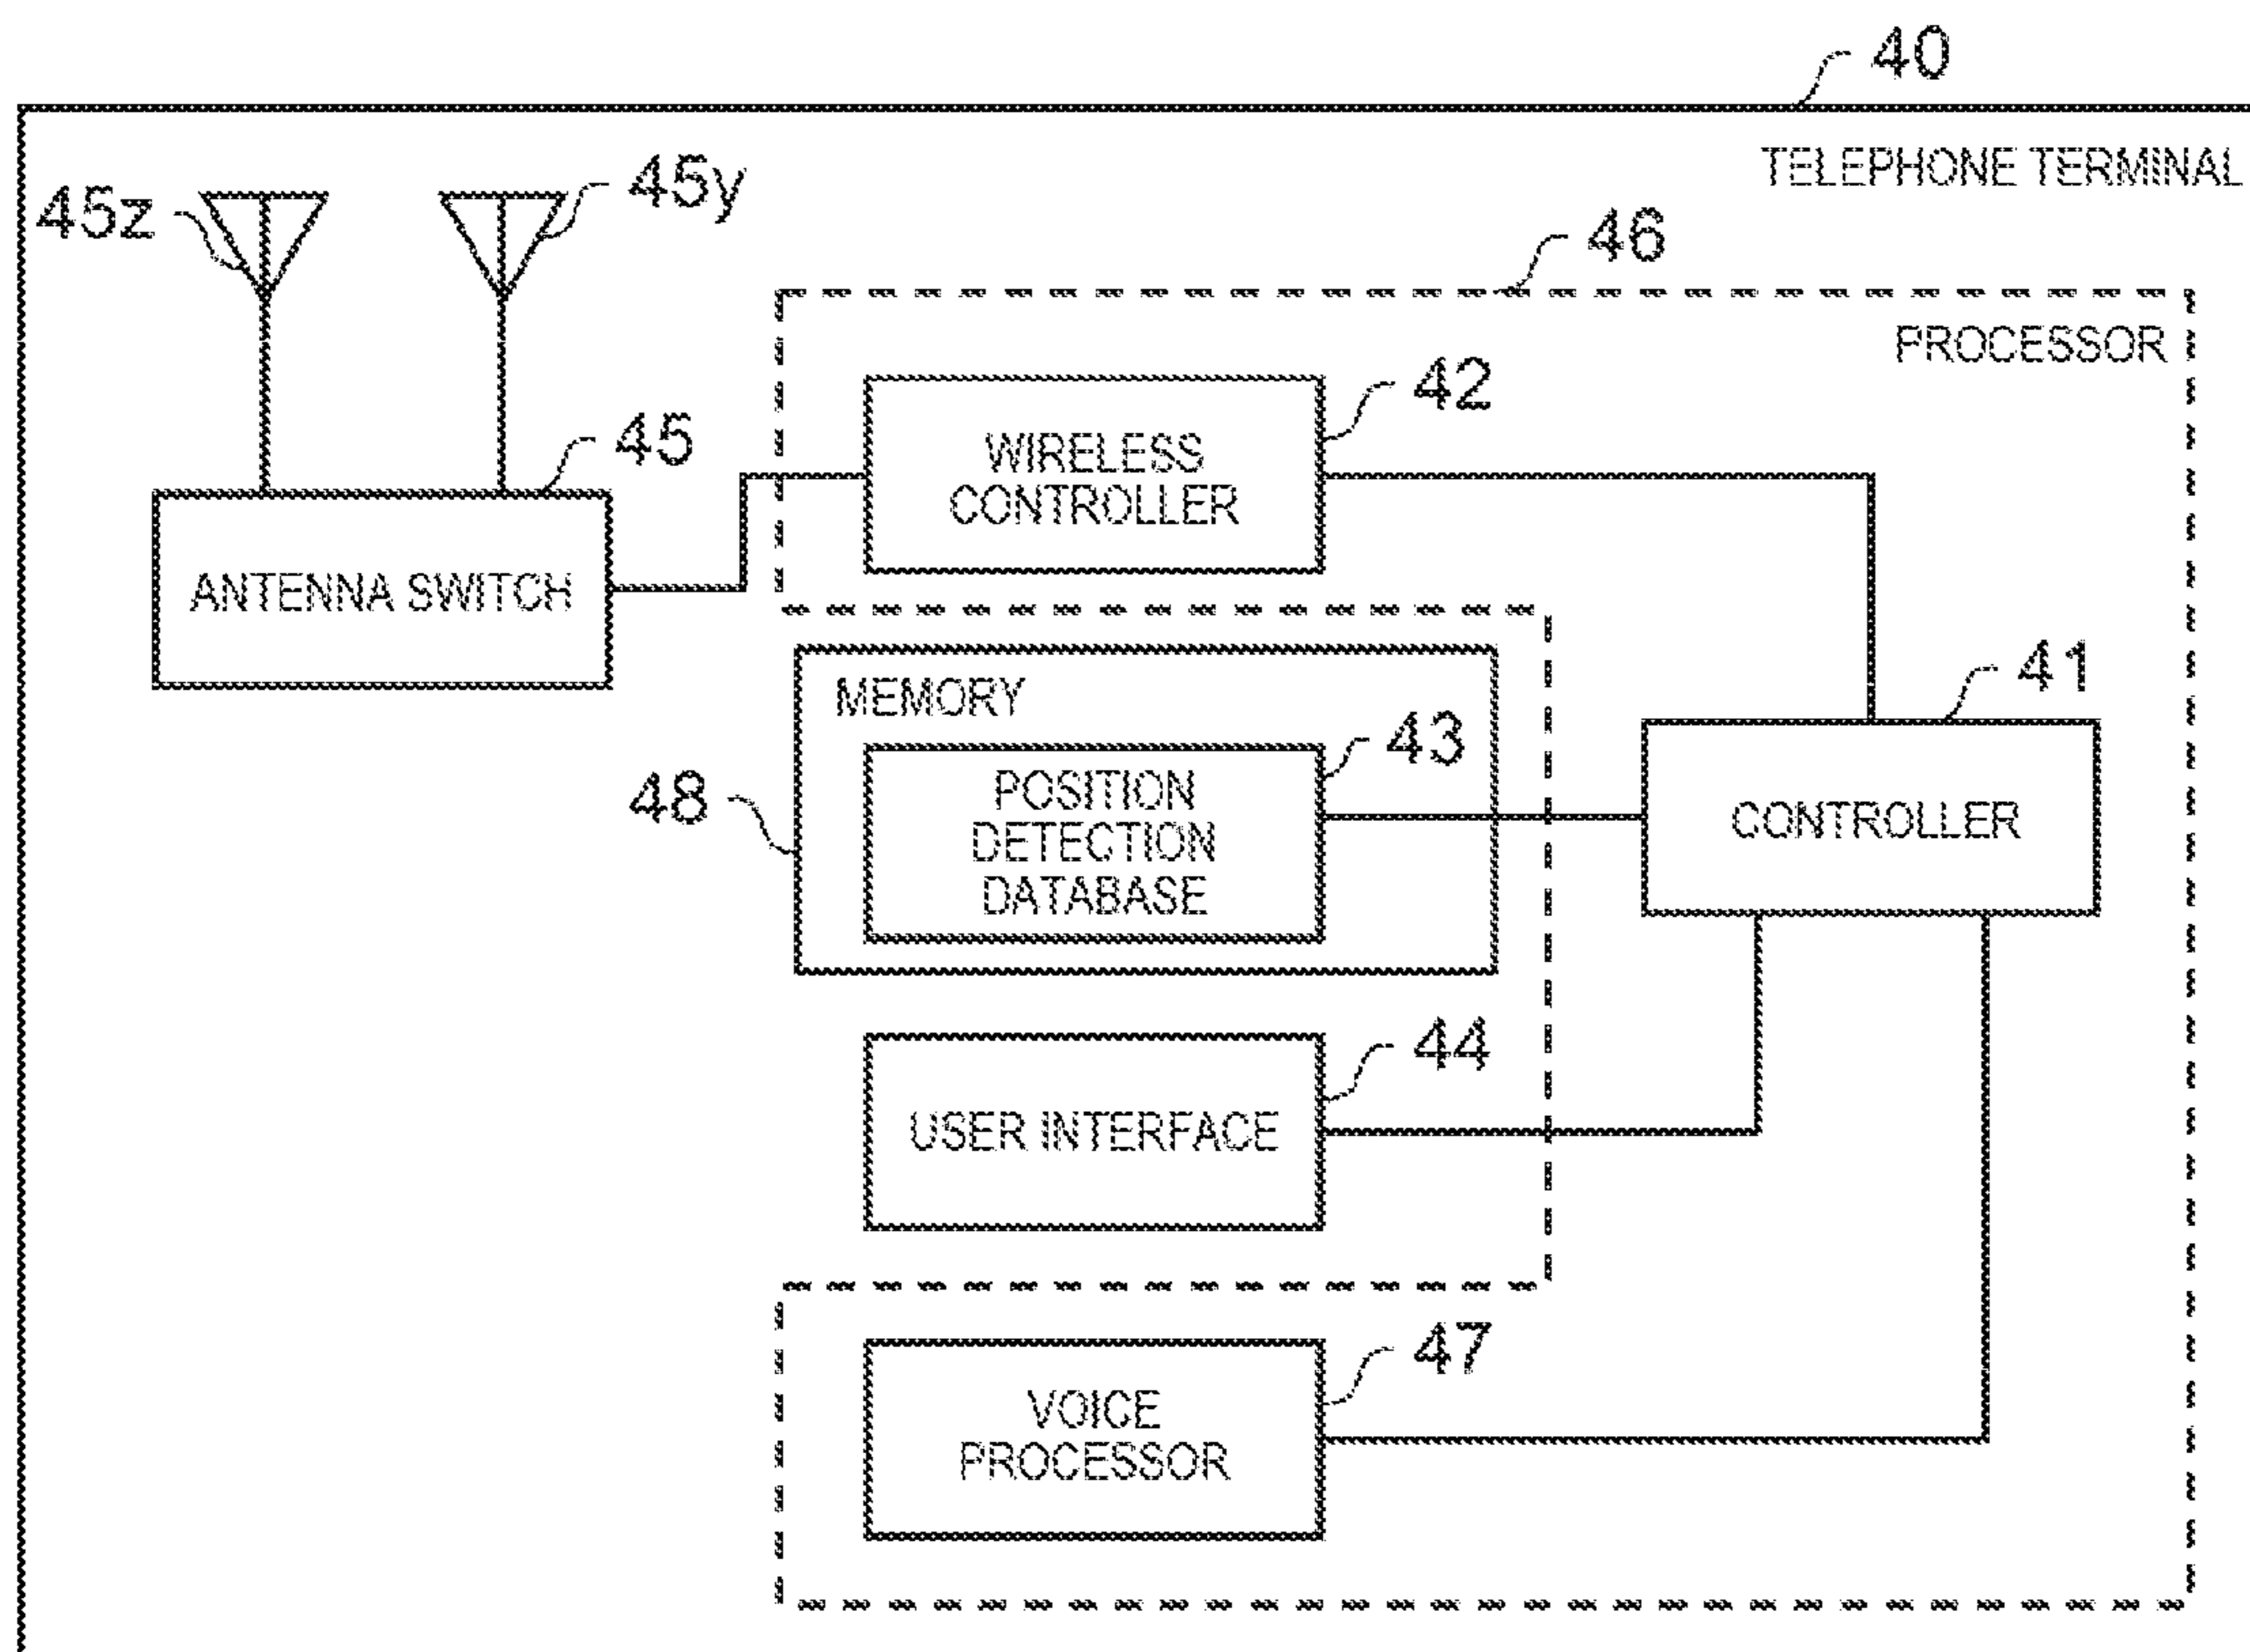 40
TELEPHONE TERMINAL
45z
45y
46
PROCESSOR
42
WIRELESS
CONTROLLER
45
ANTENNA SWITCH
41
CONTROLLER
MEMORY
48
43
POSITION
DETECTION
DATABASE
44
USER INTERFACE
47
VOICE
PROCESSOR